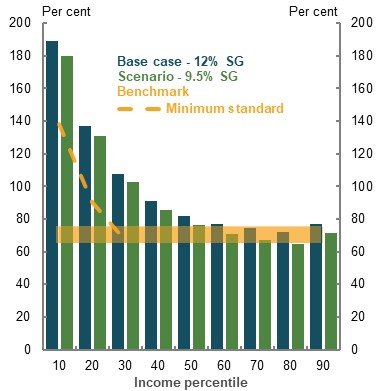 Per cent Per cent
200 200
180 180
Base case - 12% SG
Scenario - 9.5% SG
160 160
Benchmark
Minimum standard
140 140
120 120
100 100
80 80
60 60
40 40
20 20
0 0
10 20 30 40 50 60 70 80 90
Income percentile